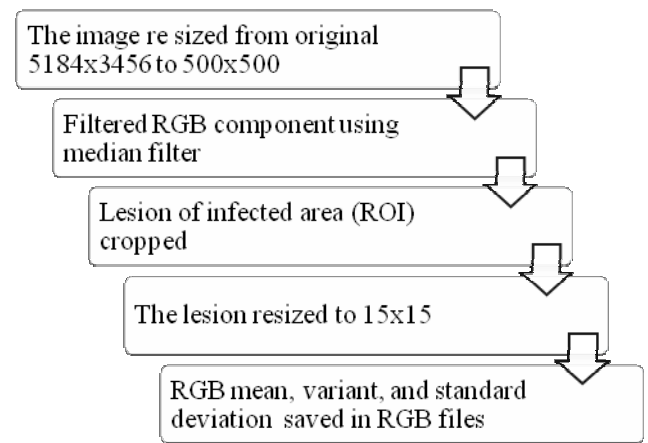 The image re sized from original
5184x3456 to 500x500
Filtered RGB component using
median filter
Lesion of infected area (ROI)
cropped
The lesion resized to 15x15
RGB mean, variant, and standard
deviation saved in RGB files